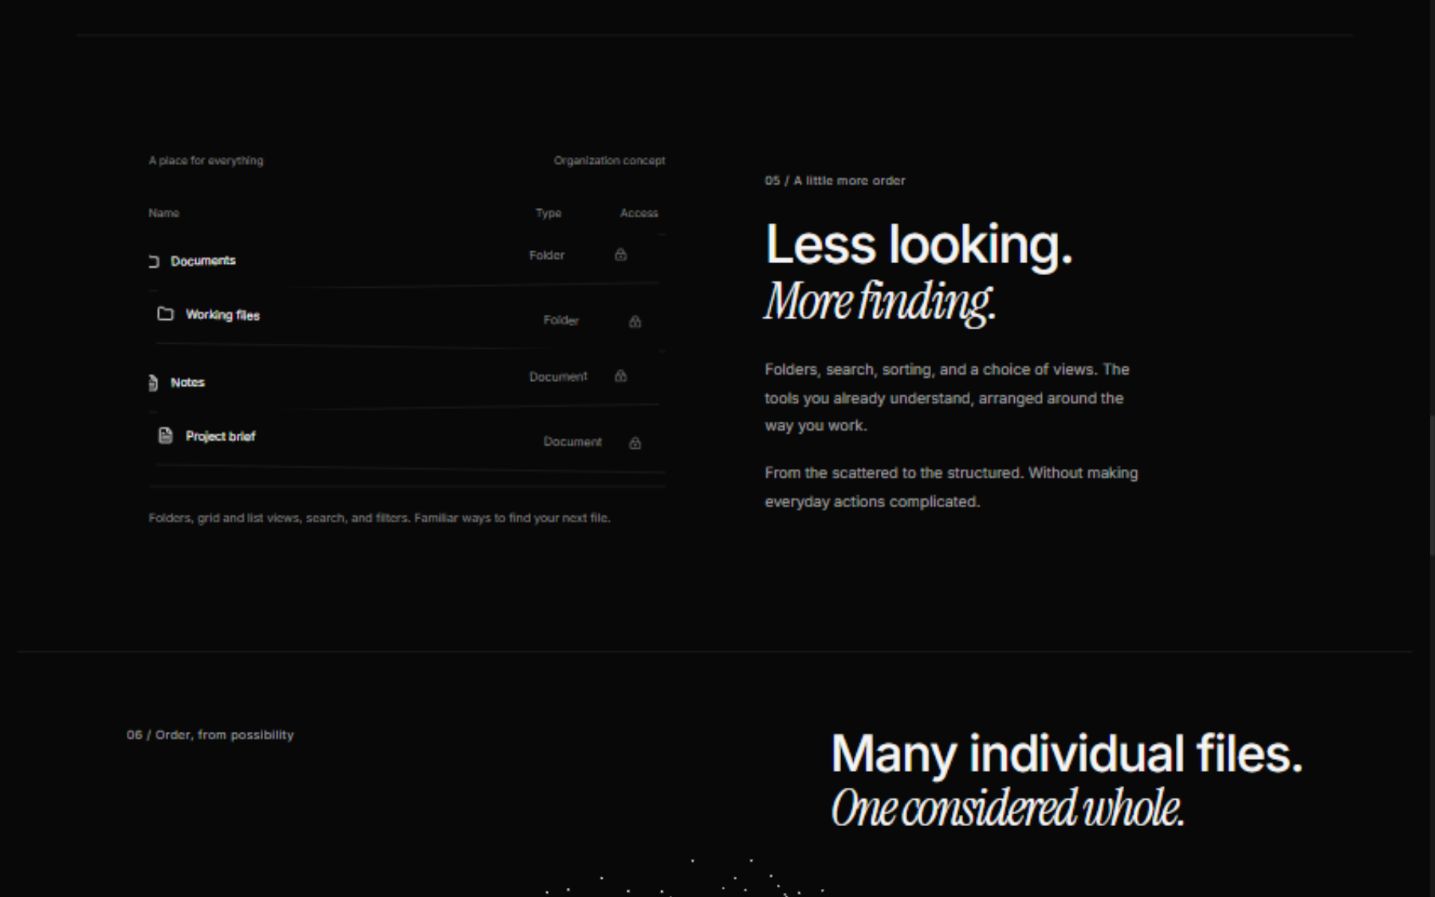 A place for everything
Organization concept
Name Type Access
Documents Folder
Working files Folder
Notes Document
Project brief Document
Folders, grid and list views, search, and filters. Familiar ways to find your next file.
05 / A little more order
Less looking.
More finding.
Folders, search, sorting, and a choice of views. The
tools you already understand, arranged around the
way you work.
From the scattered to the structured. Without making
everyday actions complicated.
06 / Order, from possibility
Many individual files.
One considered whole.